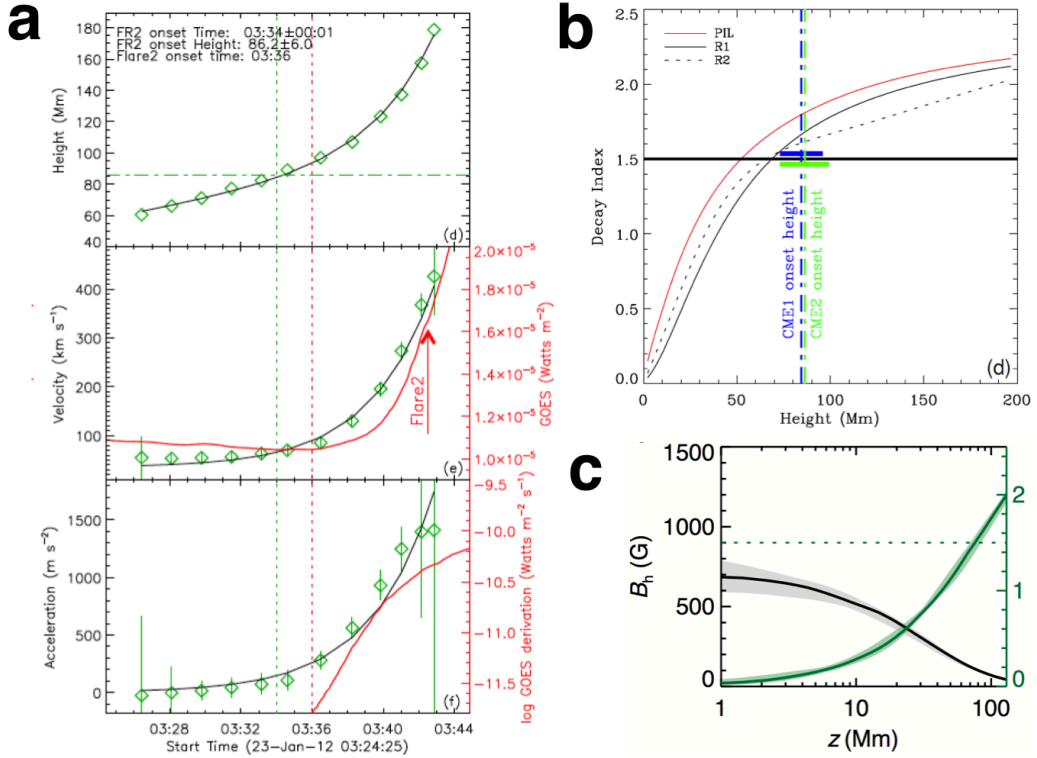 a
FR2 onset Time: 03:34±00:01
FR2 onset Height: 86.2±6.0
Flare2 onset time: 03:36
180
160
140
120
100
80
60
40
Height (Mm)
(d)
400
300
200
100
Velocity (km s⁻¹)
2.0×10⁻⁵
1.8×10⁻⁵
1.6×10⁻⁵
1.4×10⁻⁵
1.2×10⁻⁵
1.0×10⁻⁵
GOES (Watts m⁻²)
Flare2
(e)
1500
1000
500
0
Acceleration (m s⁻²)
-9.5
-10.0
-10.5
-11.0
-11.5
log GOES derivation (Watts m⁻² s⁻¹)
(f)
03:28 03:32 03:36 03:40 03:44
Start Time (23-Jan-12 03:24:25)
b
2.5
2.0
1.5
1.0
0.5
0.0
Decay Index
PIL
R1
R2
CME1 onset height
CME2 onset height
(d)
0 50 100 150 200
Height (Mm)
c
1500
1000
500
0
Bₕ (G)
2
1
0
1 10 100
z (Mm)